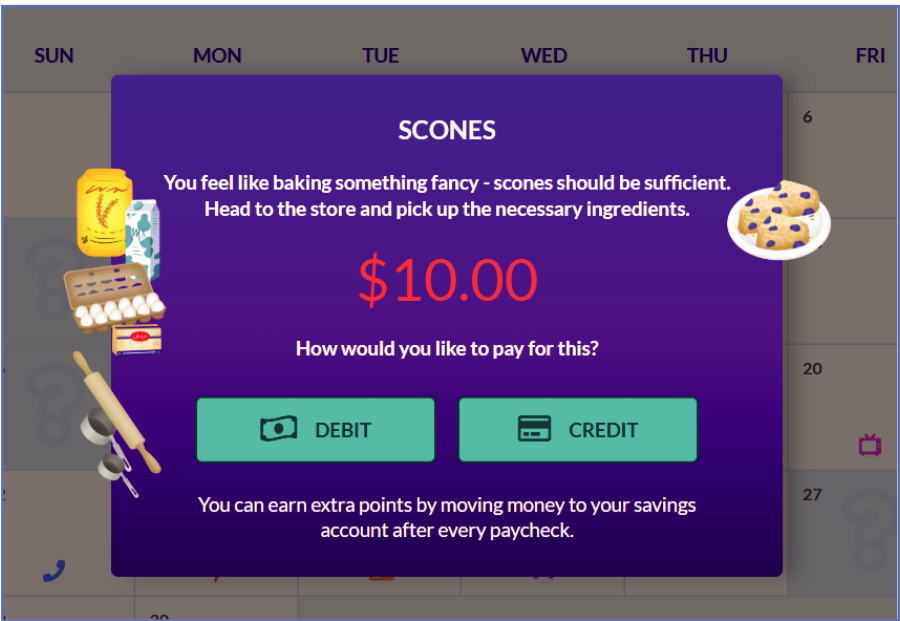 SUN MON TUE WED THU FRI
6
SCONES
You feel like baking something fancy - scones should be sufficient.
Head to the store and pick up the necessary ingredients.
$10.00
How would you like to pay for this?
20
DEBIT CREDIT
27
You can earn extra points by moving money to your savings
account after every paycheck.